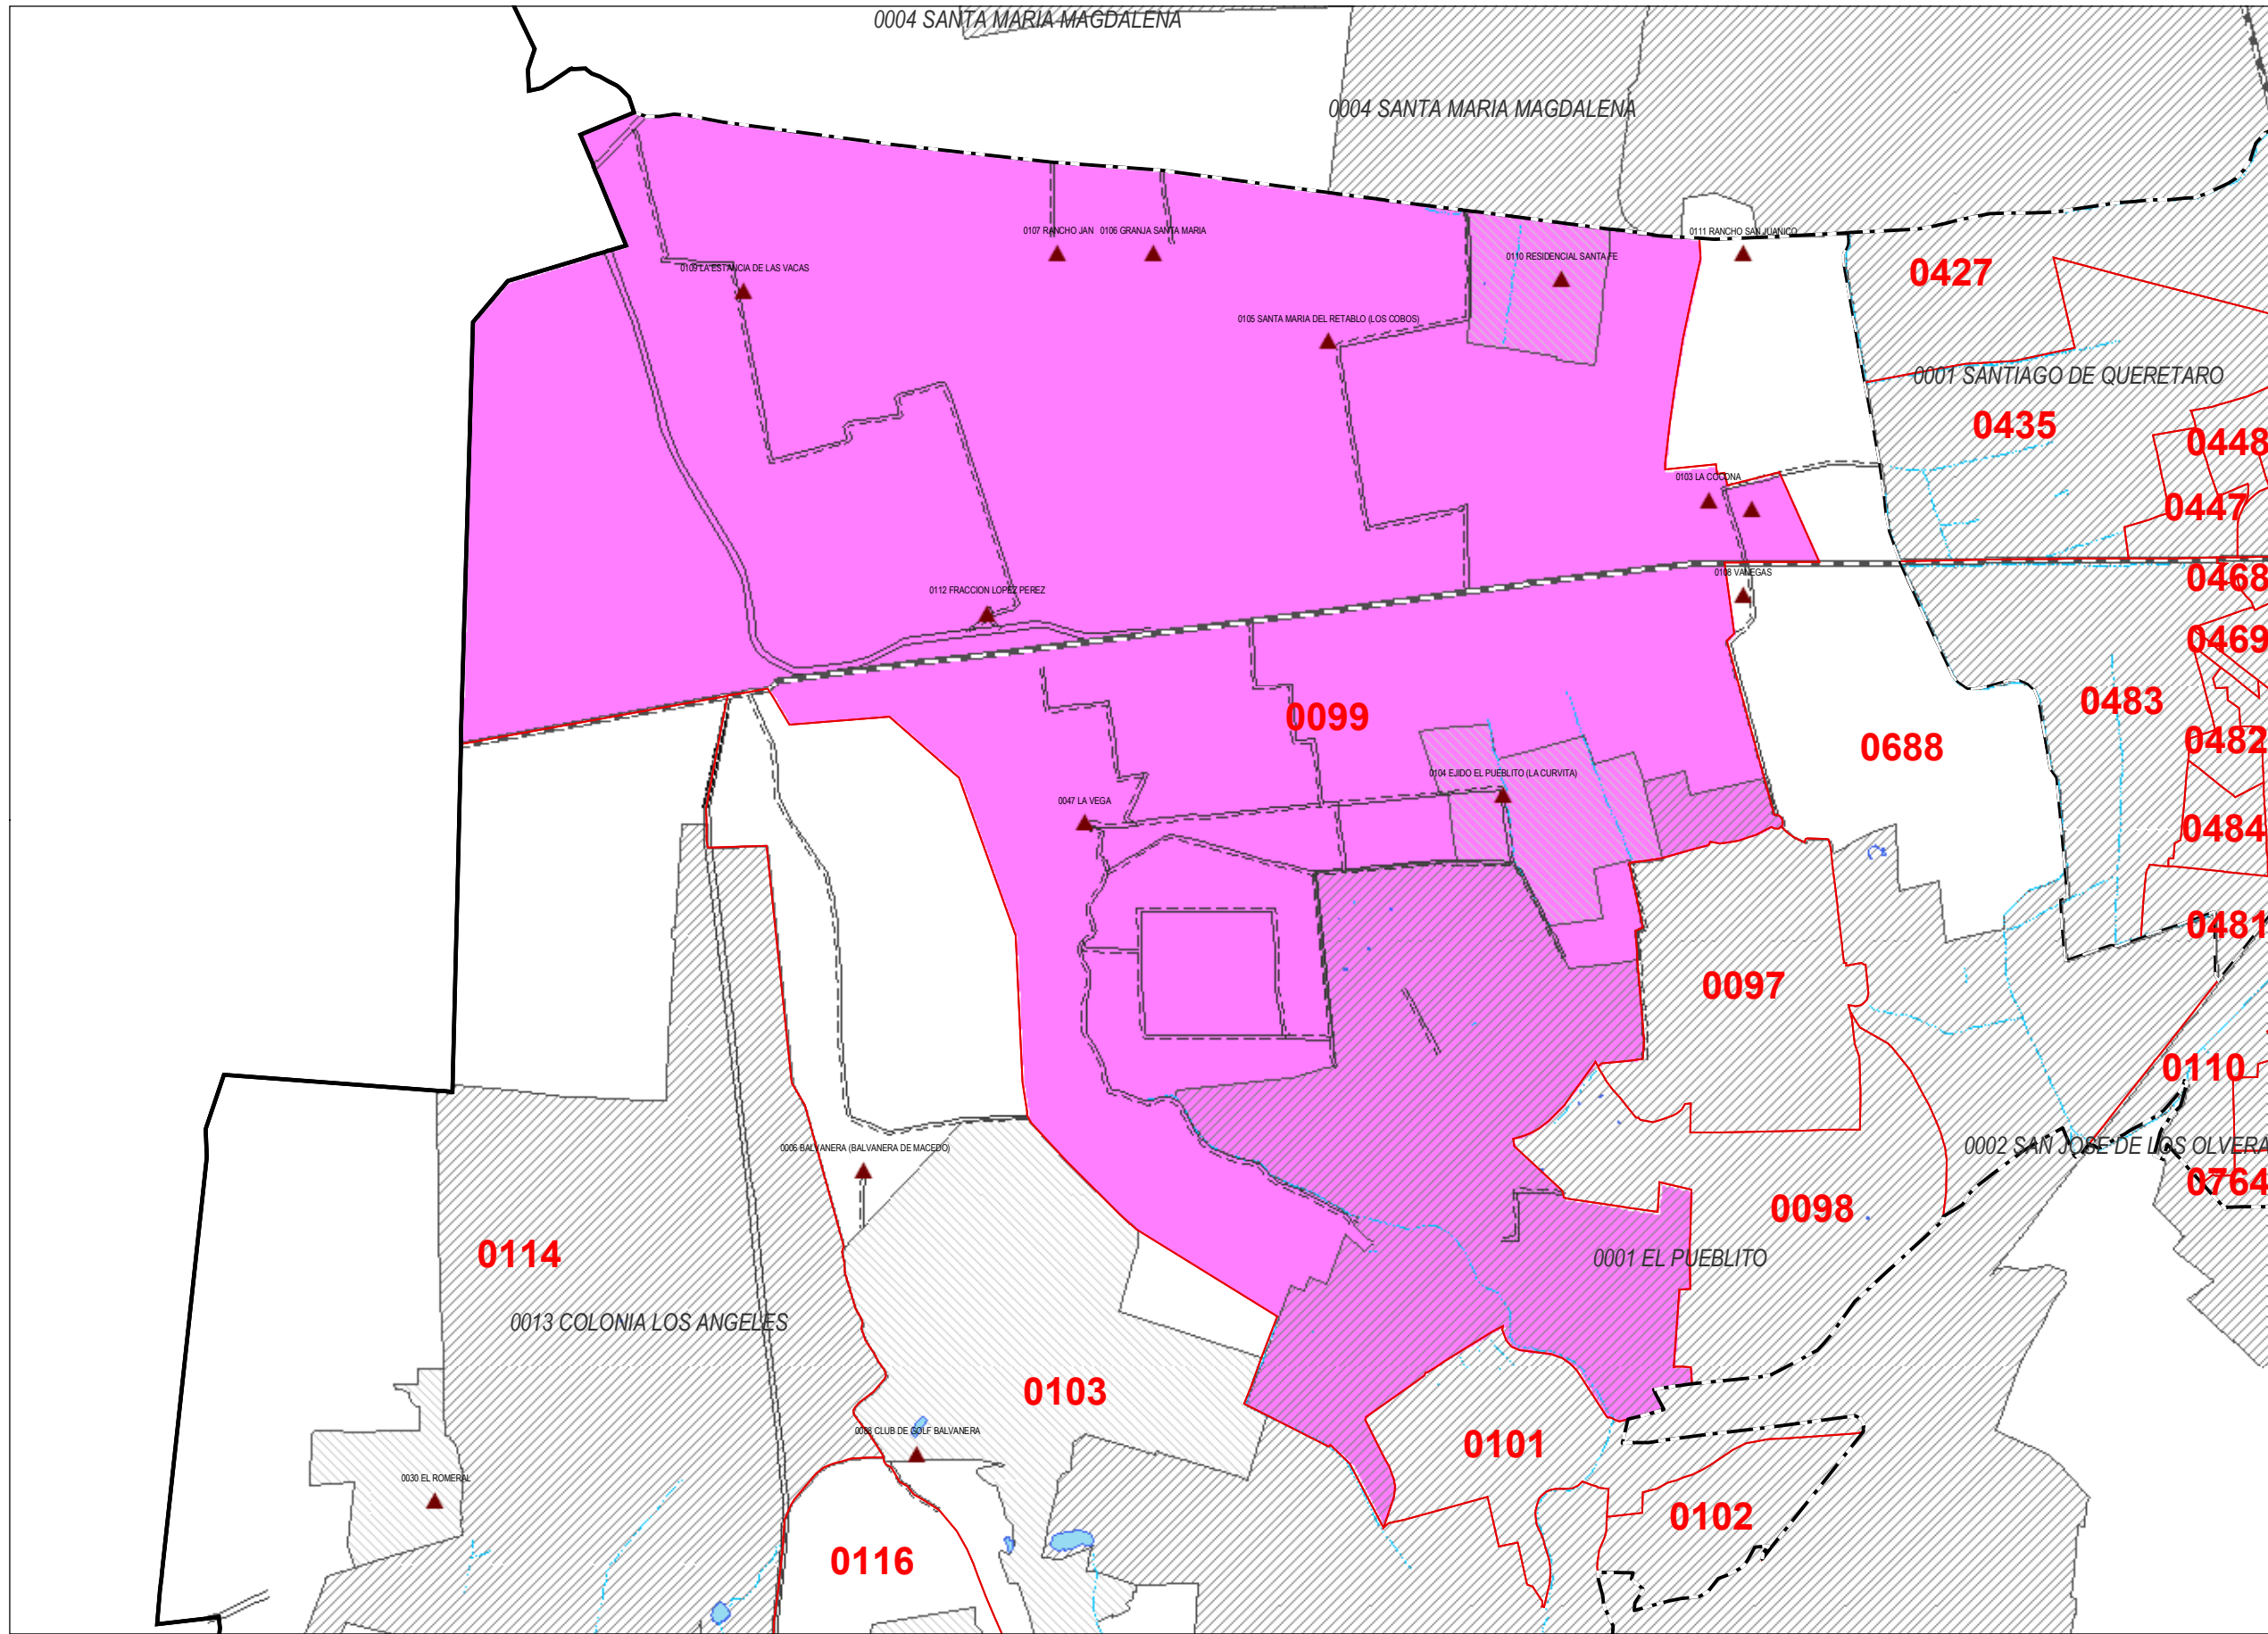 0004 SANTA MARIA MAGDALENA
0004 SANTA MARIA MAGDALENA
0107 RANCHO JAN
0106 GRANJA SANTA MARIA
0111 RANCHO SAN JUANICO
0109 LA ESTANCIA DE LAS VACAS
0110 RESIDENCIAL SANTA FE
0427
0105 SANTA MARIA DEL RETABLO (LOS COBOS)
0001 SANTIAGO DE QUERETARO
0435
0448
0103 LA COCONA
0447
0108 VANEGAS
0468
0112 FRACCION LOPEZ PEREZ
0469
0483
0099
0688
0482
0104 EJIDO EL PUEBLITO (LA CURVITA)
0047 LA VEGA
0484
0481
0097
0110
0006 BALVANERA (BALVANERA DE MACEDO)
0002 SAN JOSE DE LOS OLVERA
0764
0098
0114
0001 EL PUEBLITO
0013 COLONIA LOS ANGELES
0103
0101
CLUB DE GOLF BALVANERA
0030 EL ROMERAL
0102
0116